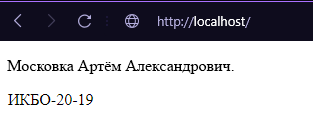 http://localhost/
Московка Артём Александрович.
ИКБО-20-19